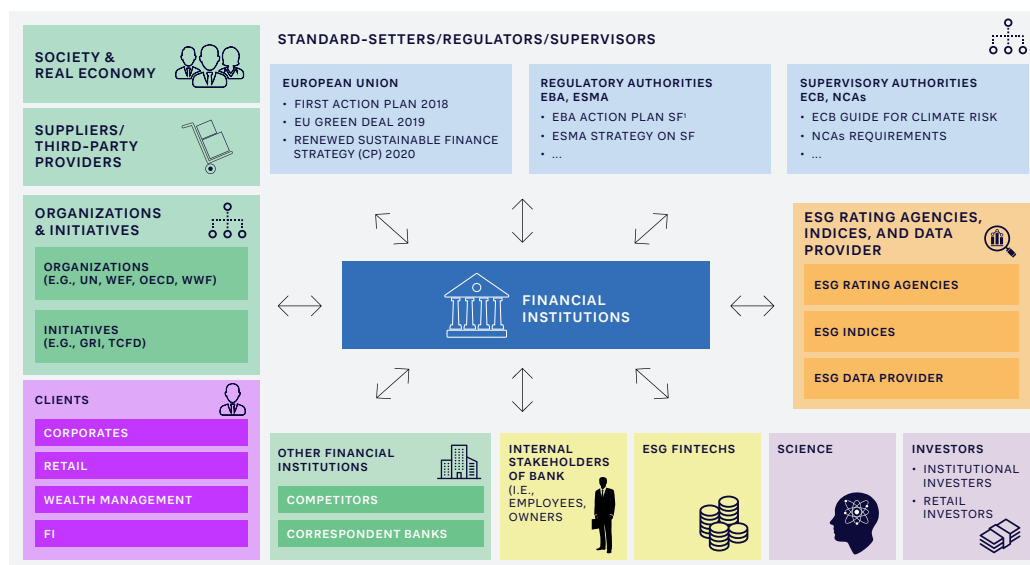 SOCIETY &
REAL ECONOMY
SUPPLIERS/
THIRD-PARTY
PROVIDERS
ORGANIZATIONS
& INITIATIVES
ORGANIZATIONS
(E.G., UN, WEF, OECD, WWF)
INITIATIVES
(E.G., GRI, TCFD)
CLIENTS
CORPORATES
RETAIL
WEALTH MANAGEMENT
FI
STANDARD-SETTERS/REGULATORS/SUPERVISORS
EUROPEAN UNION
• FIRST ACTION PLAN 2018
• EU GREEN DEAL 2019
• RENEWED SUSTAINABLE FINANCE
STRATEGY (CP) 2020
REGULATORY AUTHORITIES
EBA, ESMA
• EBA ACTION PLAN SF¹
• ESMA STRATEGY ON SF
• ...
SUPERVISORY AUTHORITIES
ECB, NCAs
• ECB GUIDE FOR CLIMATE RISK
• NCAs REQUIREMENTS
• ...
FINANCIAL
INSTITUTIONS
ESG RATING AGENCIES,
INDICES, AND DATA
PROVIDER
ESG RATING AGENCIES
ESG INDICES
ESG DATA PROVIDER
OTHER FINANCIAL
INSTITUTIONS
COMPETITORS
CORRESPONDENT BANKS
INTERNAL
STAKEHOLDERS
OF BANK
(I.E.,
EMPLOYEES,
OWNERS
ESG FINTECHS
SCIENCE
INVESTORS
• INSTITUTIONAL
INVESTERS
• RETAIL
INVESTORS